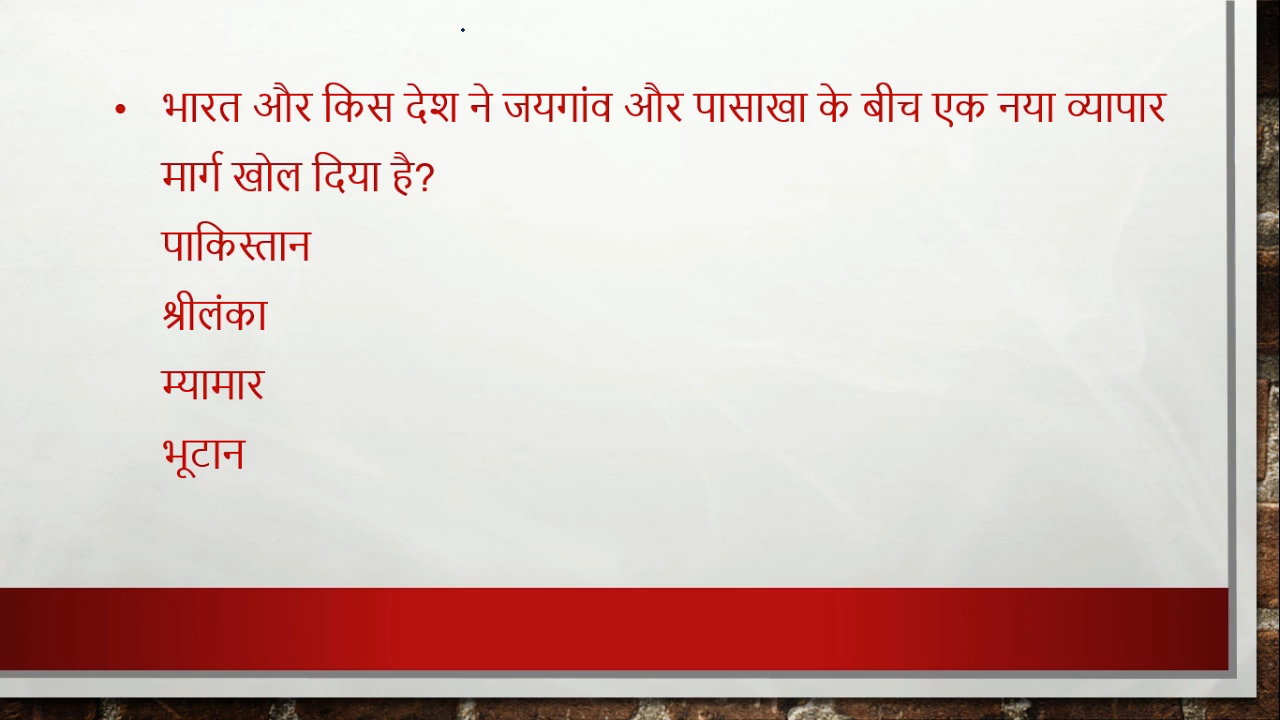 • भारत और किस देश ने जयगांव और पासाखा के बीच एक नया व्यापार
मार्ग खोल दिया है?
पाकिस्तान
श्रीलंका
म्यामार
भूटान